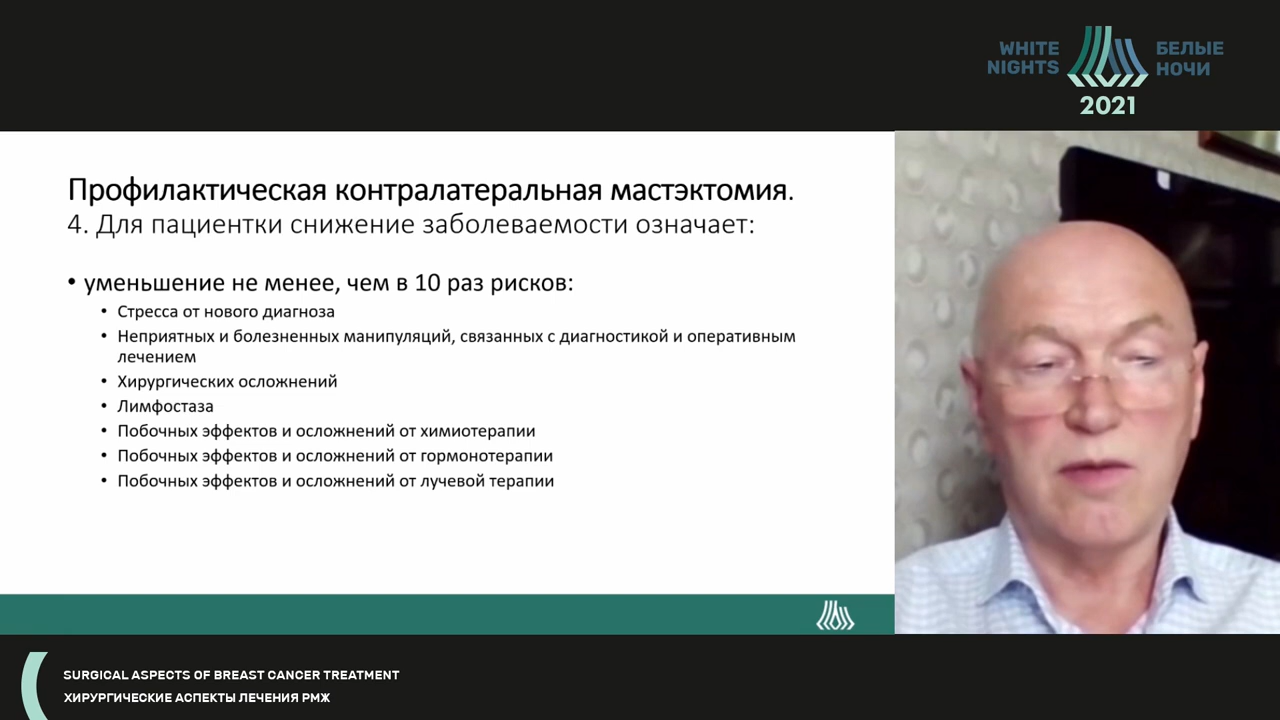 WHITE NIGHTS
БЕЛЫЕ НОЧИ
2021
Профилактическая контралатеральная мастэктомия.
4. Для пациентки снижение заболеваемости означает:
• уменьшение не менее, чем в 10 раз рисков:
• Стресса от нового диагноза
• Неприятных и болезненных манипуляций, связанных с диагностикой и оперативным
лечением
• Хирургических осложнений
• Лимфостаза
• Побочных эффектов и осложнений от химиотерапии
• Побочных эффектов и осложнений от гормонотерапии
• Побочных эффектов и осложнений от лучевой терапии
SURGICAL ASPECTS OF BREAST CANCER TREATMENT
ХИРУРГИЧЕСКИЕ АСПЕКТЫ ЛЕЧЕНИЯ РМЖ